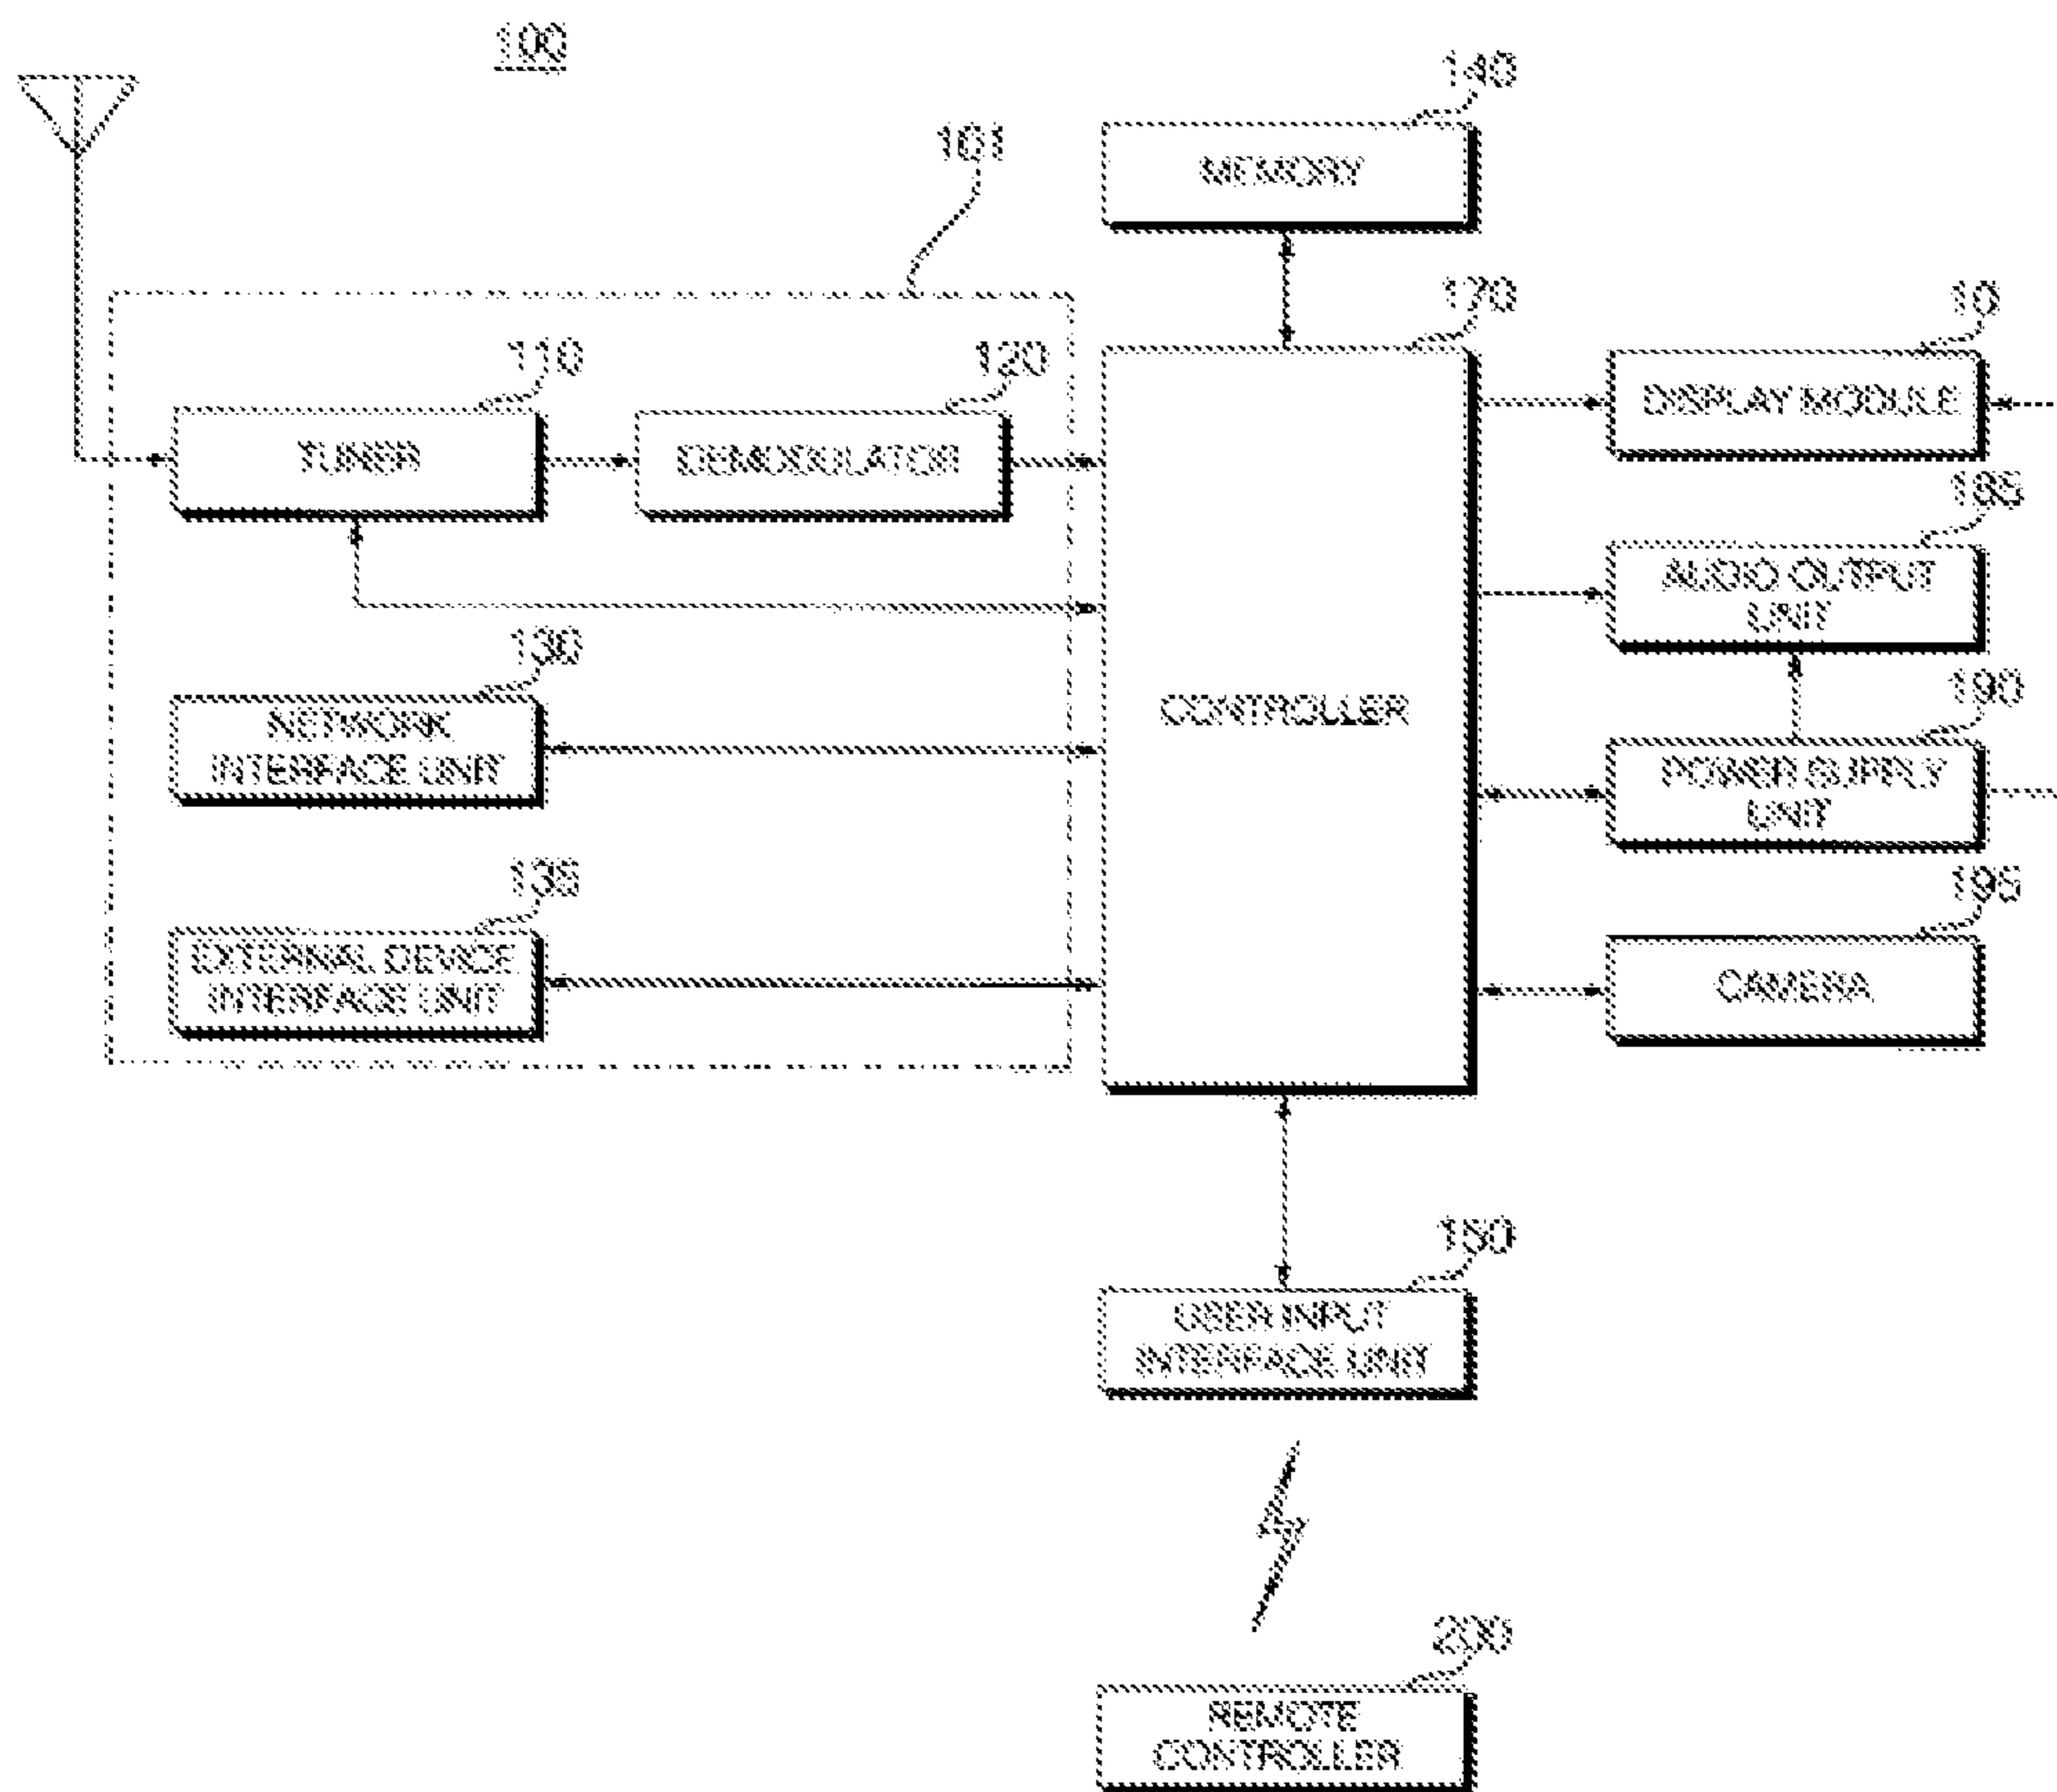 100
140
101
MEMORY
170
10
110
120
DISPLAY MODULE
TUNER
DEMODULATOR
185
AUDIO OUTPUT
UNIT
130
190
NETWORK
INTERFACE UNIT
CONTROLLER
POWER SUPPLY
UNIT
135
195
EXTERNAL DEVICE
INTERFACE UNIT
CAMERA
150
USER INPUT
INTERFACE UNIT
200
REMOTE
CONTROLLER